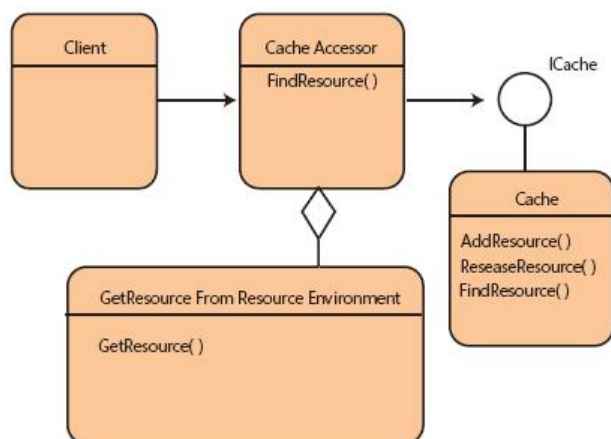 Client
Cache Accessor
FindResource( )
ICache
Cache
AddResource( )
ReseaseResource( )
FindResource( )
GetResource From Resource Environment
GetResource( )